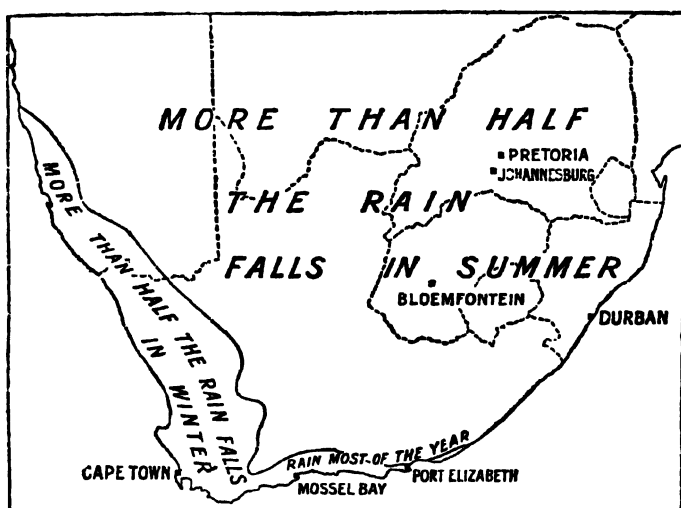 MORE THAN HALF
THE RAIN
FALLS IN SUMMER
PRETORIA
JOHANNESBURG
BLOEMFONTEIN
DURBAN
MORE THAN HALF THE RAIN FALLS
IN WINTER
RAIN MOST OF THE YEAR
CAPE TOWN
MOSSEL BAY
PORT ELIZABETH